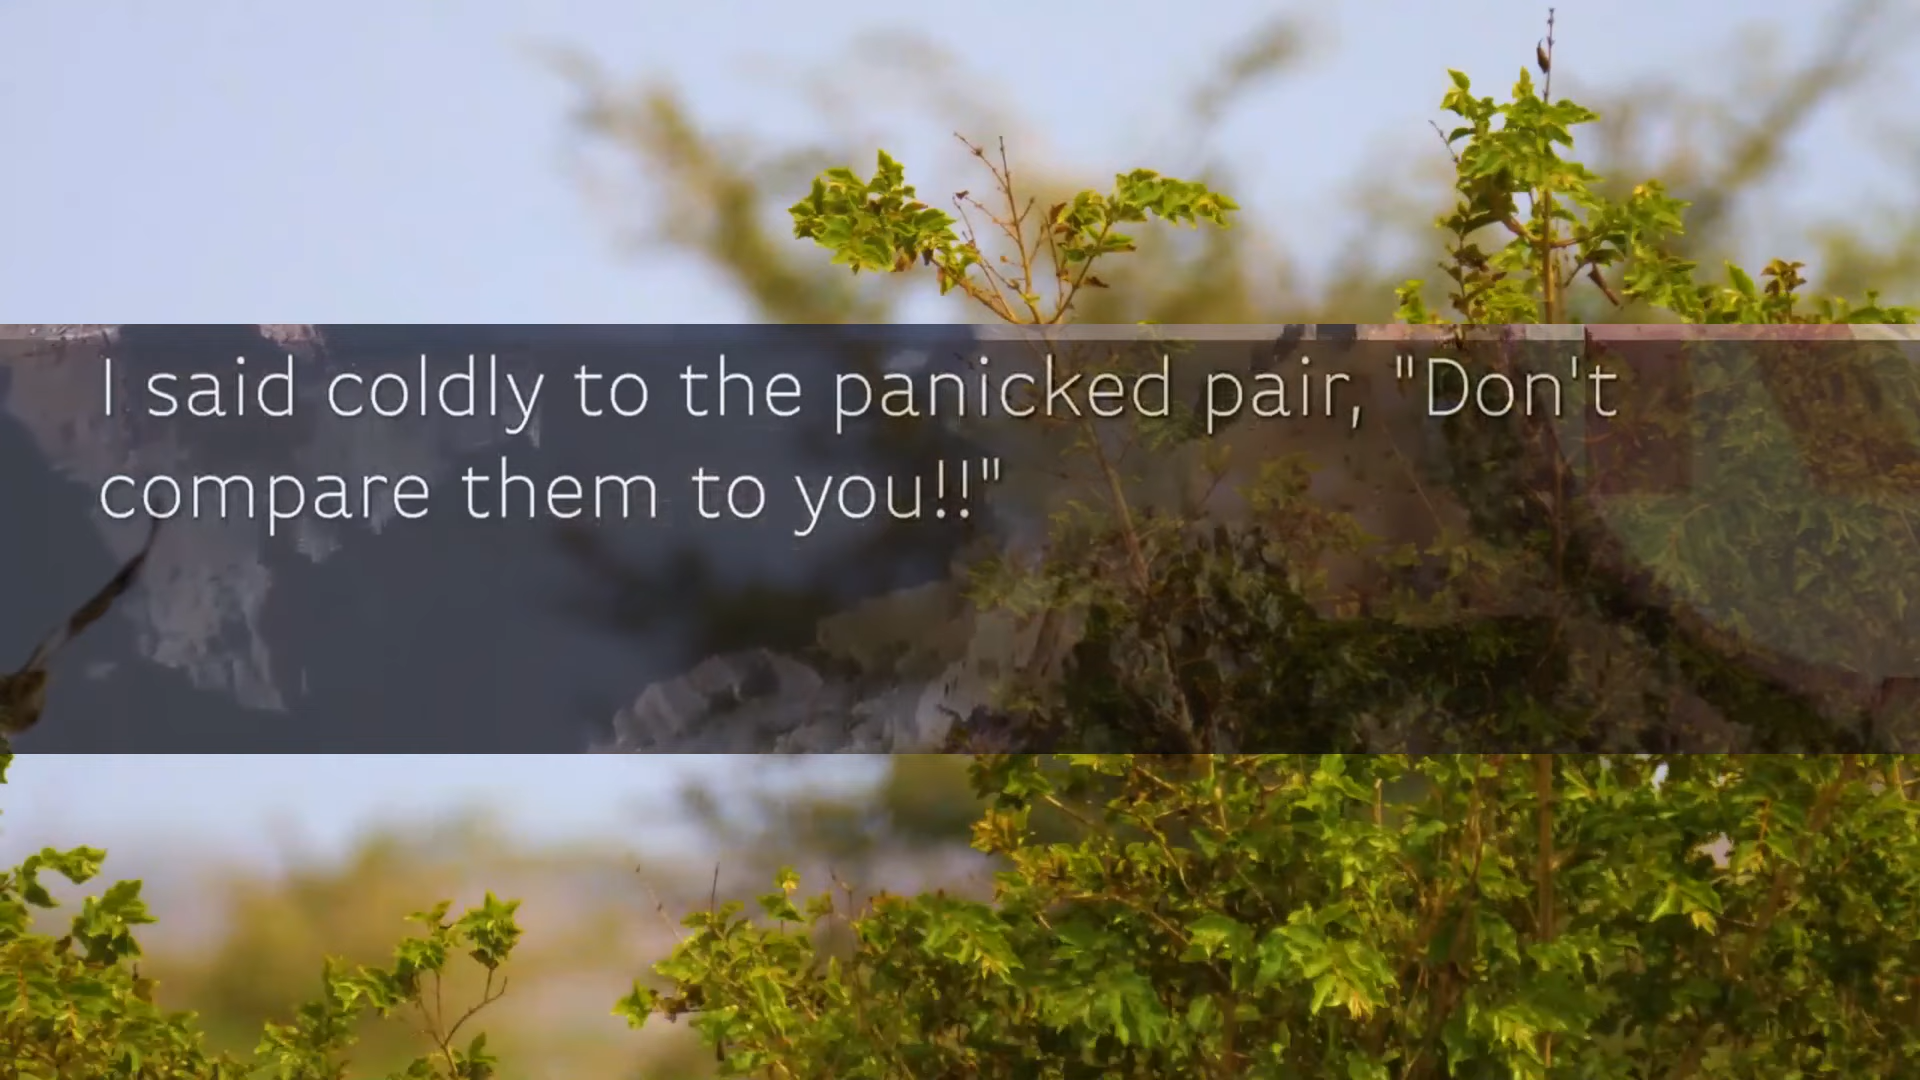 I said coldly to the panicked pair, "Don't
compare them to you!!"